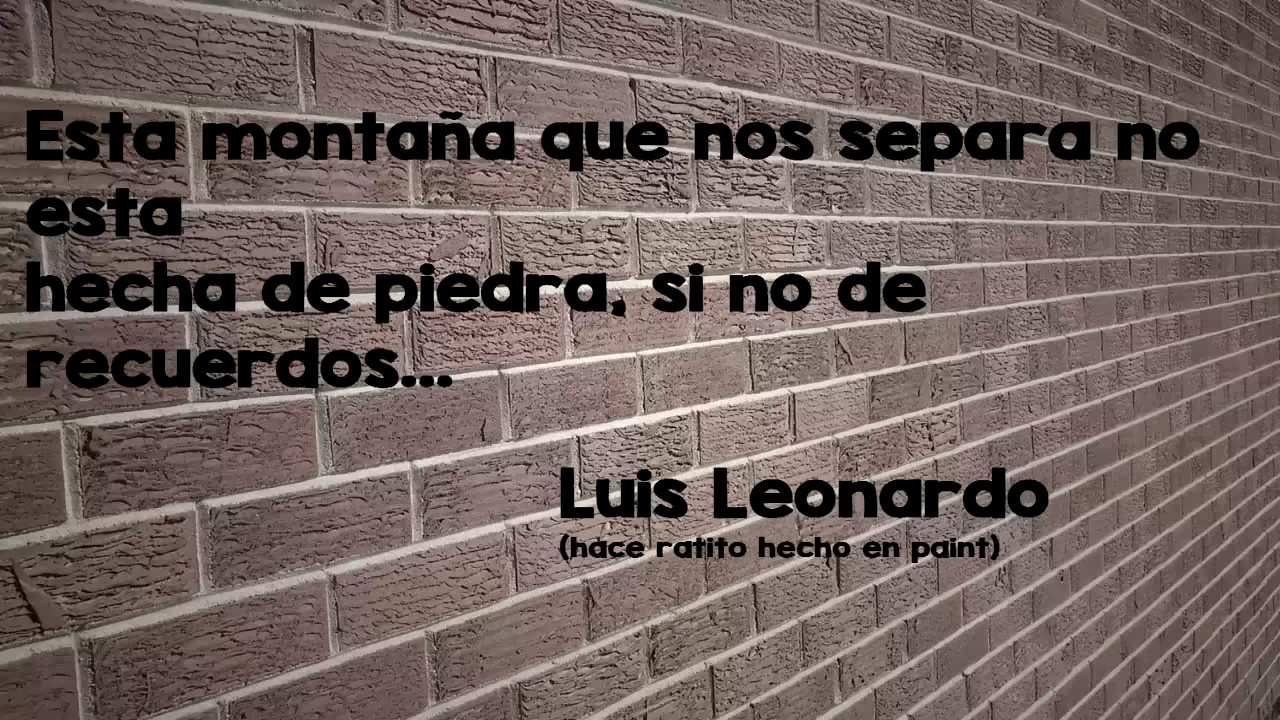 Esta montaña que nos separa no
esta
hecha de piedra, si no de
recuerdos...
Luis Leonardo
(hace ratito hecho en paint)